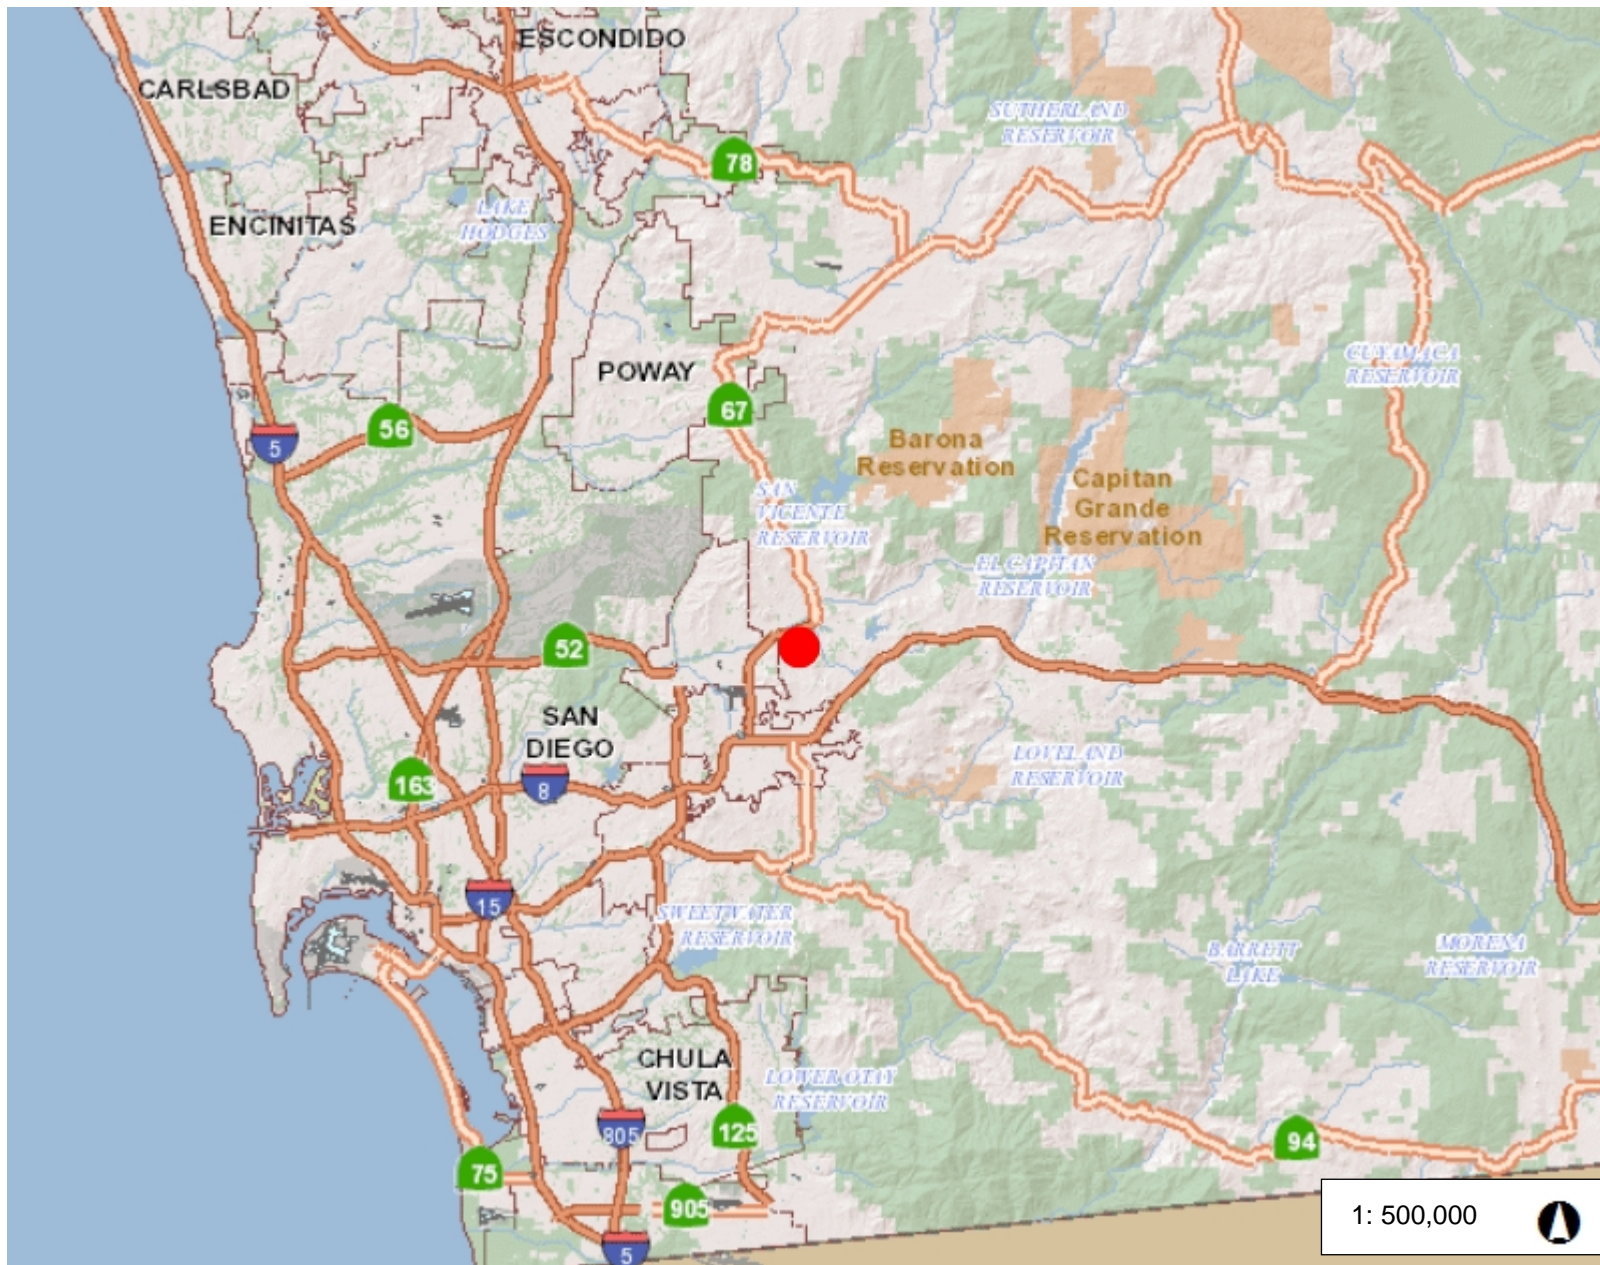 ESCONDIDO
CARLSBAD
SUTHERLAND
RESERVOIR
78
LAKE
HODGES
ENCINITAS
CUYAMACA
RESERVOIR
POWAY
67
56
5
Barona
Reservation
Capitan
Grande
Reservation
SAN
VICENTE
RESERVOIR
EL CAPITAN
RESERVOIR
52
SAN
DIEGO
LOVELAND
RESERVOIR
163
8
15
SWEETWATER
RESERVOIR
BARRETT
LAKE
MORENA
RESERVOIR
CHULA
VISTA
LOWER OTAY
RESERVOIR
805
125
94
75
905
5
1: 500,000